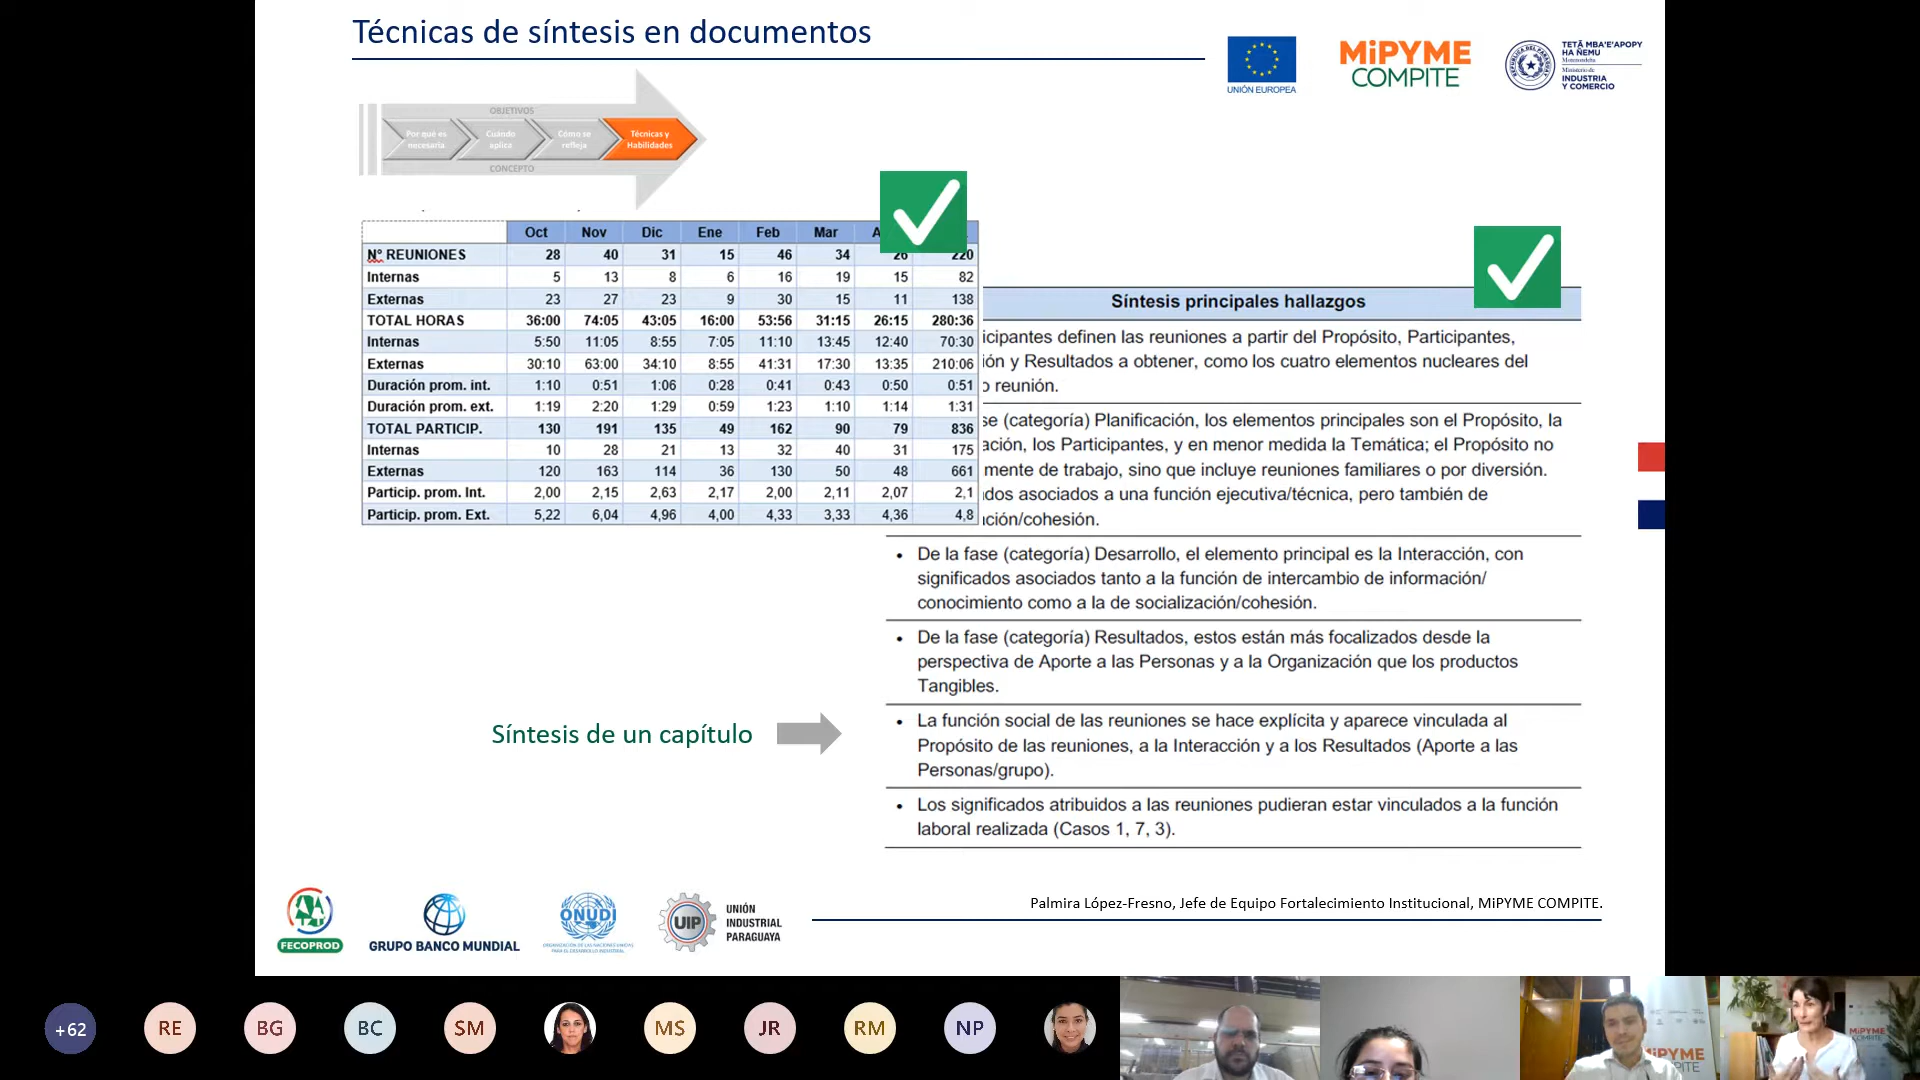 Técnicas de síntesis en documentos
UNIÓN EUROPEA
MiPYME
COMPITE
TETÃ MBA'E'APOPY
HA ÑEMU
Motenondeha
Ministerio de
INDUSTRIA
Y COMERCIO
OBJETIVOS
Por qué es necesaria
Cuándo aplica
Cómo se refleja
Técnicas y Habilidades
CONCEPTO
Oct Nov Dic Ene Feb Mar A
Nº REUNIONES 28 40 31 15 46 34 26 220
Internas 5 13 8 6 16 19 15 82
Externas 23 27 23 9 30 15 11 138
TOTAL HORAS 36:00 74:05 43:05 16:00 53:56 31:15 26:15 280:36
Internas 5:50 11:05 8:55 7:05 11:10 13:45 12:40 70:30
Externas 30:10 63:00 34:10 8:55 41:31 17:30 13:35 210:06
Duración prom. int. 1:10 0:51 1:06 0:28 0:41 0:43 0:50 0:51
Duración prom. ext. 1:19 2:20 1:29 0:59 1:23 1:10 1:14 1:31
TOTAL PARTICIP. 130 191 135 49 162 90 79 836
Internas 10 28 21 13 32 40 31 175
Externas 120 163 114 36 130 50 48 661
Particip. prom. Int. 2,00 2,15 2,63 2,17 2,00 2,11 2,07 2,1
Particip. prom. Ext. 5,22 6,04 4,96 4,00 4,33 3,33 4,36 4,8
Síntesis principales hallazgos
icipantes definen las reuniones a partir del Propósito, Participantes,
ión y Resultados a obtener, como los cuatro elementos nucleares del
o reunión.
se (categoría) Planificación, los elementos principales son el Propósito, la
ación, los Participantes, y en menor medida la Temática; el Propósito no
mente de trabajo, sino que incluye reuniones familiares o por diversión.
dos asociados a una función ejecutiva/técnica, pero también de
ción/cohesión.
• De la fase (categoría) Desarrollo, el elemento principal es la Interacción, con
significados asociados tanto a la función de intercambio de información/
conocimiento como a la de socialización/cohesión.
• De la fase (categoría) Resultados, estos están más focalizados desde la
perspectiva de Aporte a las Personas y a la Organización que los productos
Tangibles.
• La función social de las reuniones se hace explícita y aparece vinculada al
Propósito de las reuniones, a la Interacción y a los Resultados (Aporte a las
Personas/grupo).
• Los significados atribuidos a las reuniones pudieran estar vinculados a la función
laboral realizada (Casos 1, 7, 3).
Síntesis de un capítulo
FECOPROD
GRUPO BANCO MUNDIAL
ONUDI
UIP
UNIÓN
INDUSTRIAL
PARAGUAYA
Palmira López-Fresno, Jefe de Equipo Fortalecimiento Institucional, MiPYME COMPITE.
+62 RE BG BC SM MS JR RM NP